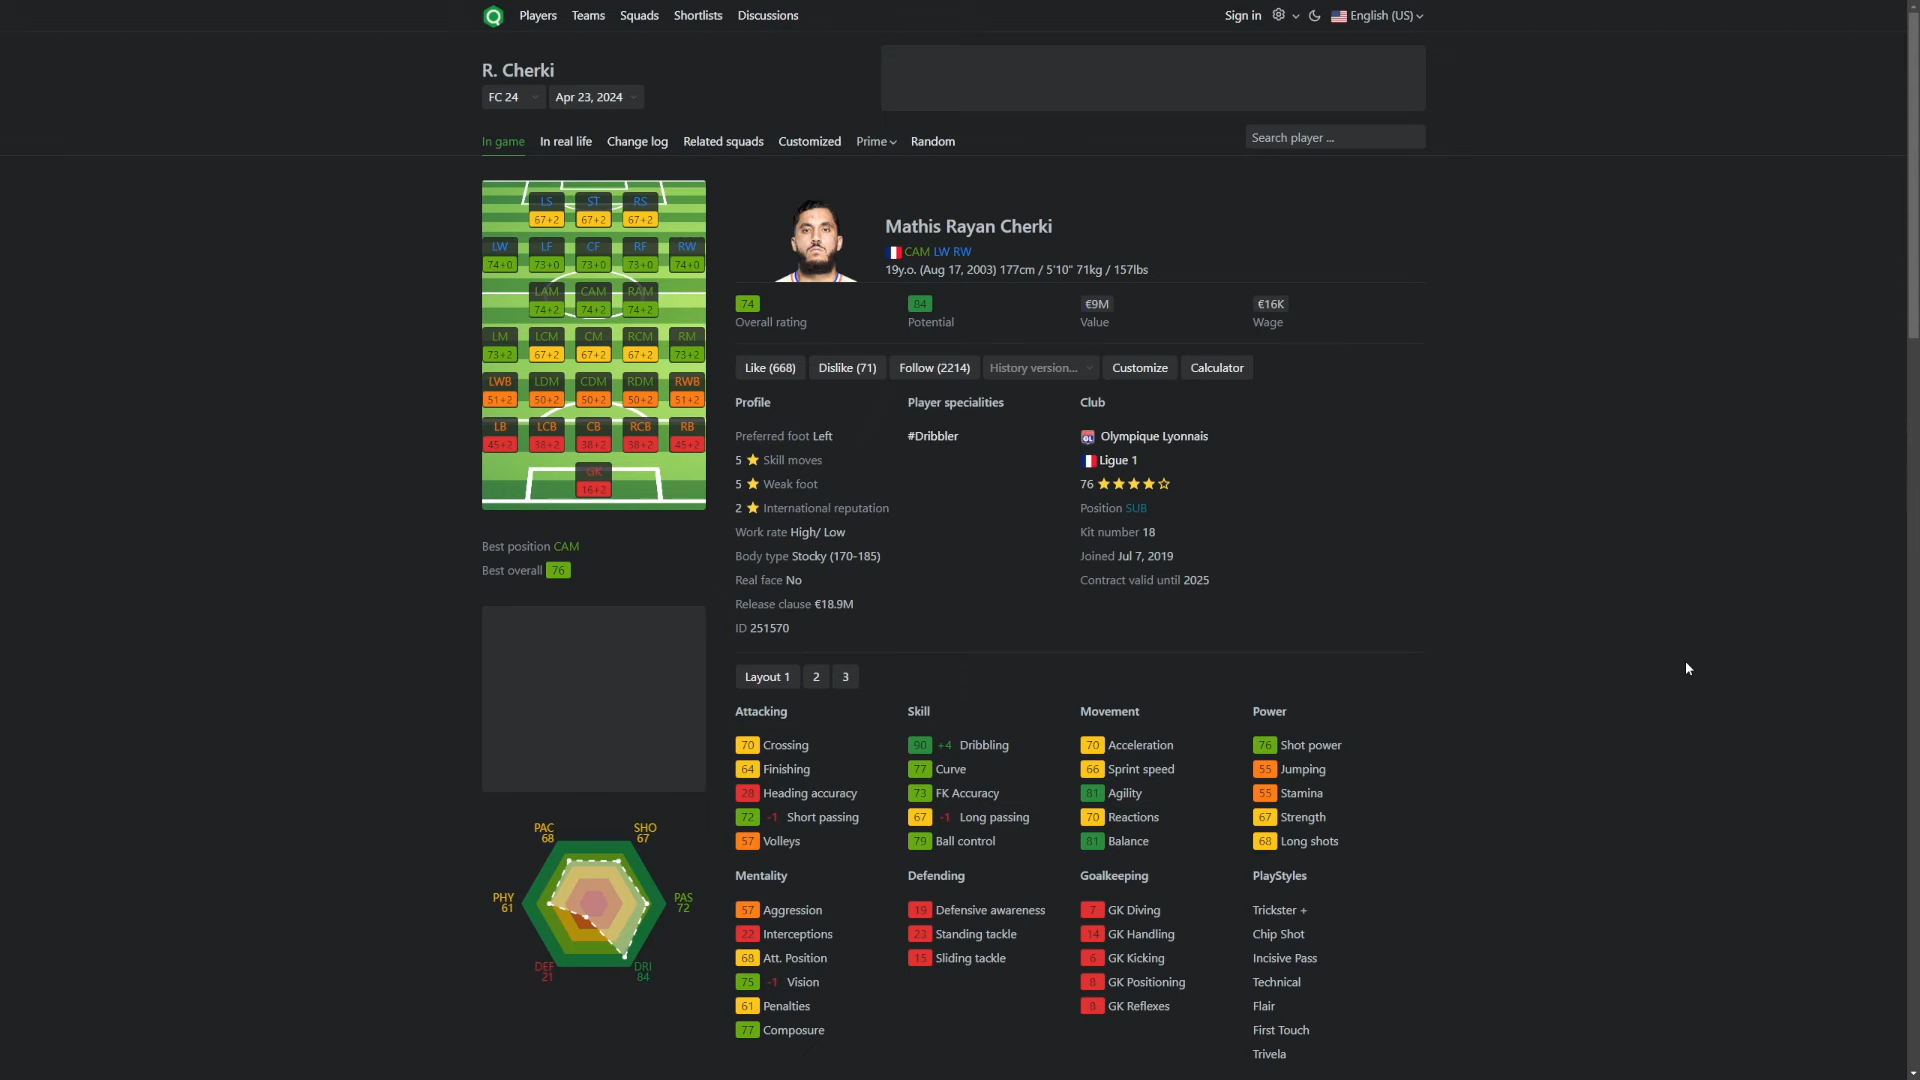 Players Teams Squads Shortlists Discussions Sign in English (US)
R. Cherki
FC 24 Apr 23, 2024
In game In real life Change log Related squads Customized Prime Random Search player ...
LS ST RS
67+2 67+2 67+2
LW LF CF RF RW
74+0 73+0 73+0 73+0 74+0
LAM CAM RAM
74+2 74+2 74+2
LM LCM CM RCM RM
73+2 67+2 67+2 67+2 73+2
LWB LDM CDM RDM RWB
51+2 50+2 50+2 50+2 51+2
LB LCB CB RCB RB
45+2 38+2 38+2 38+2 45+2
GK
16+2
Best position CAM
Best overall 76
PAC 68
SHO 67
PHY 61
PAS 72
DEF 21
DRI 84
Mathis Rayan Cherki
CAM LW RW
19y.o. (Aug 17, 2003) 177cm / 5'10" 71kg / 157lbs
74 84 €9M €16K
Overall rating Potential Value Wage
Like (668) Dislike (71) Follow (2214) History version... Customize Calculator
Profile
Preferred foot Left
5 Skill moves
5 Weak foot
2 International reputation
Work rate High/ Low
Body type Stocky (170-185)
Real face No
Release clause €18.9M
ID 251570
Player specialities
#Dribbler
Club
OL Olympique Lyonnais
Ligue 1
76
Position SUB
Kit number 18
Joined Jul 7, 2019
Contract valid until 2025
Layout 1 2 3
Attacking
70 Crossing
64 Finishing
28 Heading accuracy
72 -1 Short passing
57 Volleys
Skill
90 +4 Dribbling
77 Curve
73 FK Accuracy
67 -1 Long passing
79 Ball control
Movement
70 Acceleration
66 Sprint speed
81 Agility
70 Reactions
81 Balance
Power
76 Shot power
55 Jumping
55 Stamina
67 Strength
68 Long shots
Mentality
57 Aggression
22 Interceptions
68 Att. Position
75 -1 Vision
61 Penalties
77 Composure
Defending
19 Defensive awareness
23 Standing tackle
15 Sliding tackle
Goalkeeping
7 GK Diving
14 GK Handling
6 GK Kicking
8 GK Positioning
8 GK Reflexes
PlayStyles
Trickster +
Chip Shot
Incisive Pass
Technical
Flair
First Touch
Trivela